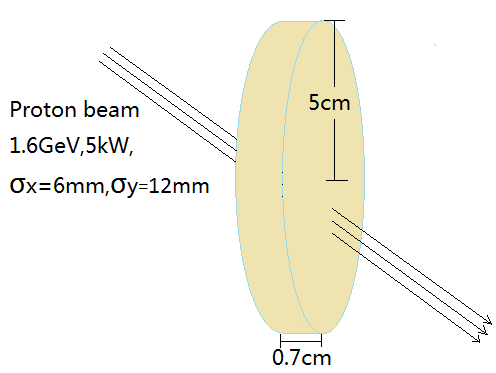 Proton beam
1.6GeV,5kW,
σx=6mm,σy=12mm
5cm
0.7cm